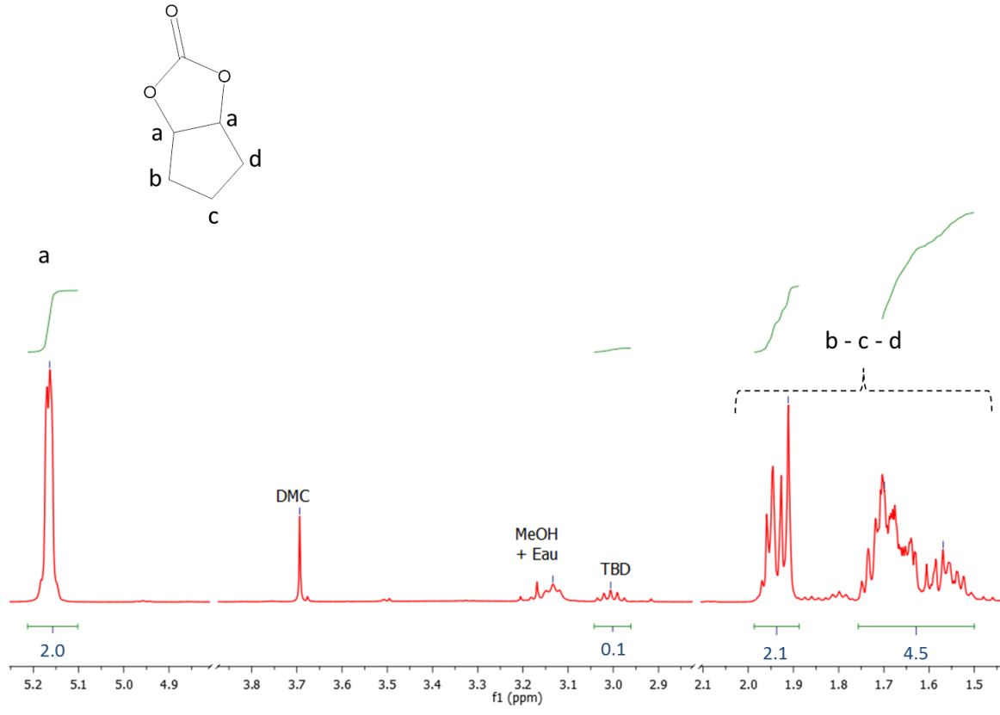 O
O
O
a
a
b
d
c
a
b - c - d
DMC
MeOH
+ Eau
TBD
2.0
0.1
2.1
4.5
5.2 5.1 5.0 4.9 3.8 3.7 3.6 3.5 3.4 3.3 3.2 3.1 3.0 2.9 2.1 2.0 1.9 1.8 1.7 1.6 1.5
f1 (ppm)